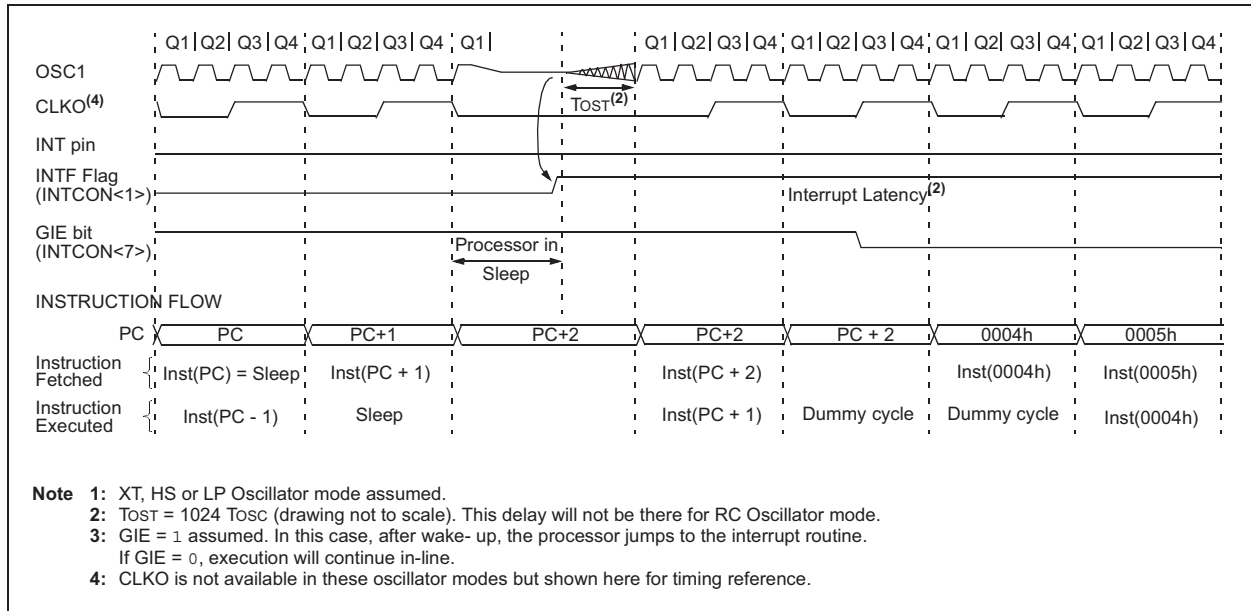 Q1 Q2 Q3 Q4 Q1 Q2 Q3 Q4 Q1 Q1 Q2 Q3 Q4 Q1 Q2 Q3 Q4 Q1 Q2 Q3 Q4 Q1 Q2 Q3 Q4
OSC1
CLKO(4)
TOST(2)
INT pin
INTF Flag
(INTCON<1>)
Interrupt Latency(2)
GIE bit
(INTCON<7>)
Processor in
Sleep
INSTRUCTION FLOW
PC PC PC+1 PC+2 PC+2 PC + 2 0004h 0005h
Instruction
Fetched
Inst(PC) = Sleep Inst(PC + 1) Inst(PC + 2) Inst(0004h) Inst(0005h)
Instruction
Executed
Inst(PC - 1) Sleep Inst(PC + 1) Dummy cycle Dummy cycle Inst(0004h)
Note 1: XT, HS or LP Oscillator mode assumed.
2: TOST = 1024 TOSC (drawing not to scale). This delay will not be there for RC Oscillator mode.
3: GIE = 1 assumed. In this case, after wake- up, the processor jumps to the interrupt routine.
If GIE = 0, execution will continue in-line.
4: CLKO is not available in these oscillator modes but shown here for timing reference.